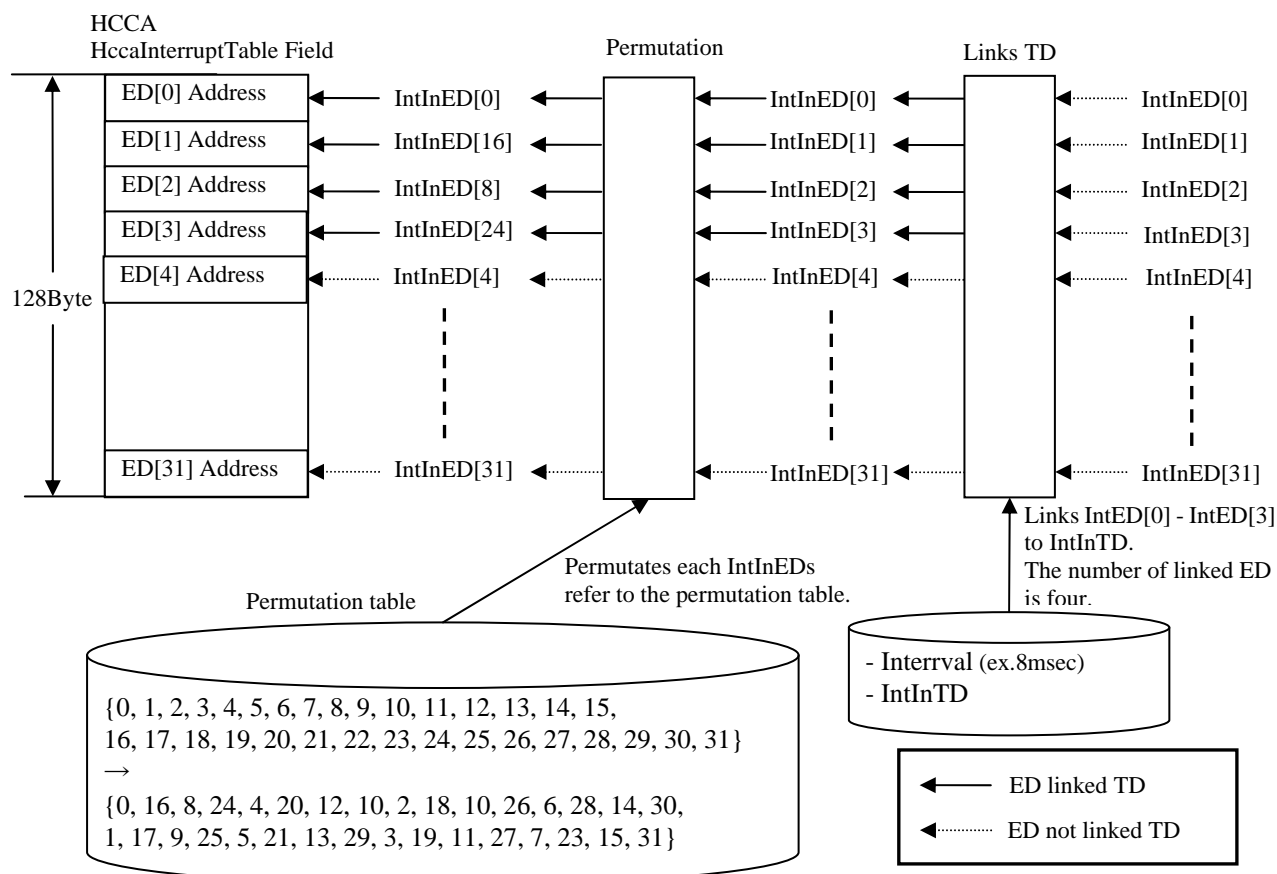 HCCA
HccaInterruptTable Field
Permutation
Links TD
ED[0] Address
IntInED[0]
IntInED[0]
IntInED[0]
ED[1] Address
IntInED[16]
IntInED[1]
IntInED[1]
ED[2] Address
IntInED[8]
IntInED[2]
IntInED[2]
ED[3] Address
IntInED[24]
IntInED[3]
IntInED[3]
ED[4] Address
IntInED[4]
IntInED[4]
IntInED[4]
128Byte
ED[31] Address
IntInED[31]
IntInED[31]
IntInED[31]
Links IntED[0] - IntED[3]
to IntInTD.
The number of linked ED
is four.
Permutates each IntInEDs
refer to the permutation table.
Permutation table
- Interrval (ex.8msec)
- IntInTD
{0, 1, 2, 3, 4, 5, 6, 7, 8, 9, 10, 11, 12, 13, 14, 15,
16, 17, 18, 19, 20, 21, 22, 23, 24, 25, 26, 27, 28, 29, 30, 31}
→
{0, 16, 8, 24, 4, 20, 12, 10, 2, 18, 10, 26, 6, 28, 14, 30,
1, 17, 9, 25, 5, 21, 13, 29, 3, 19, 11, 27, 7, 23, 15, 31}
ED linked TD
ED not linked TD